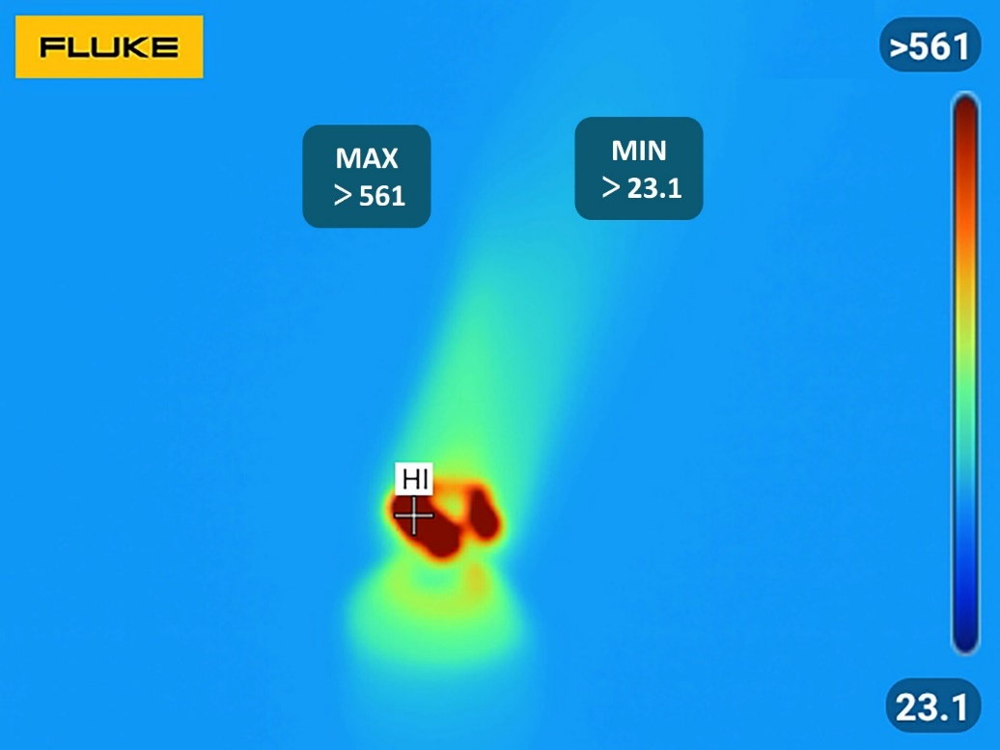 FLUKE
>561
MAX
> 561
MIN
> 23.1
HI
23.1